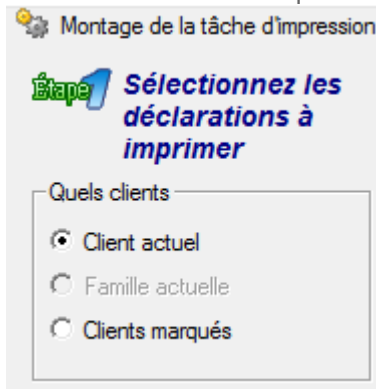 Montage de la tâche d'impression
Étape 1
Sélectionnez les
déclarations à
imprimer
Quels clients
Client actuel
Famille actuelle
Clients marqués